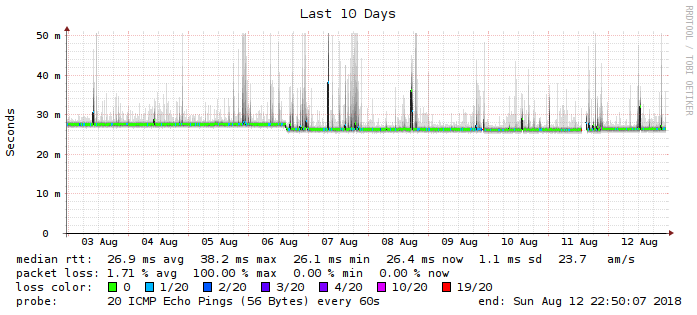 Last 10 Days
RRDTOOL / TOBI OETIKER
Seconds
50 m
40 m
30 m
20 m
10 m
0
03 Aug 04 Aug 05 Aug 06 Aug 07 Aug 08 Aug 09 Aug 10 Aug 11 Aug 12 Aug
median rtt: 26.9 ms avg 38.2 ms max 26.1 ms min 26.4 ms now 1.1 ms sd 23.7 am/s
packet loss: 1.71 % avg 100.00 % max 0.00 % min 0.00 % now
loss color: 0 1/20 2/20 3/20 4/20 10/20 19/20
probe: 20 ICMP Echo Pings (56 Bytes) every 60s end: Sun Aug 12 22:50:07 2018